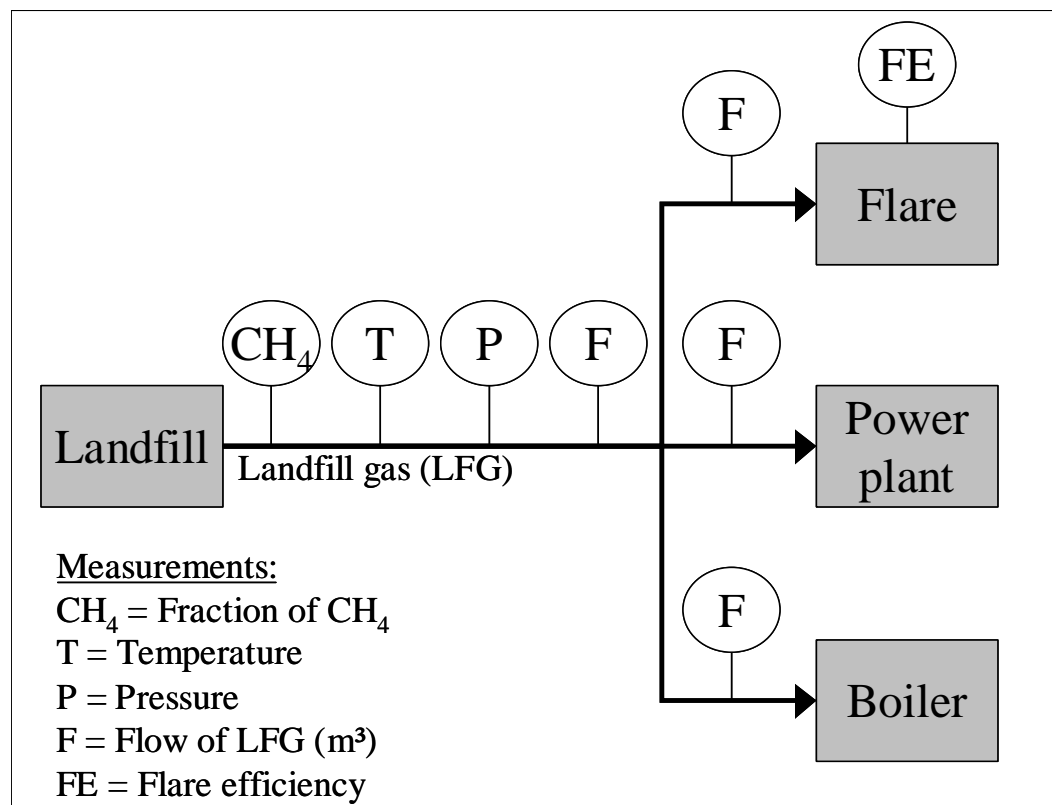 FE
F
Flare
CH₄ T P F F
Landfill
Power
plant
Landfill gas (LFG)
F
Boiler
Measurements:
CH₄ = Fraction of CH₄
T = Temperature
P = Pressure
F = Flow of LFG (m³)
FE = Flare efficiency